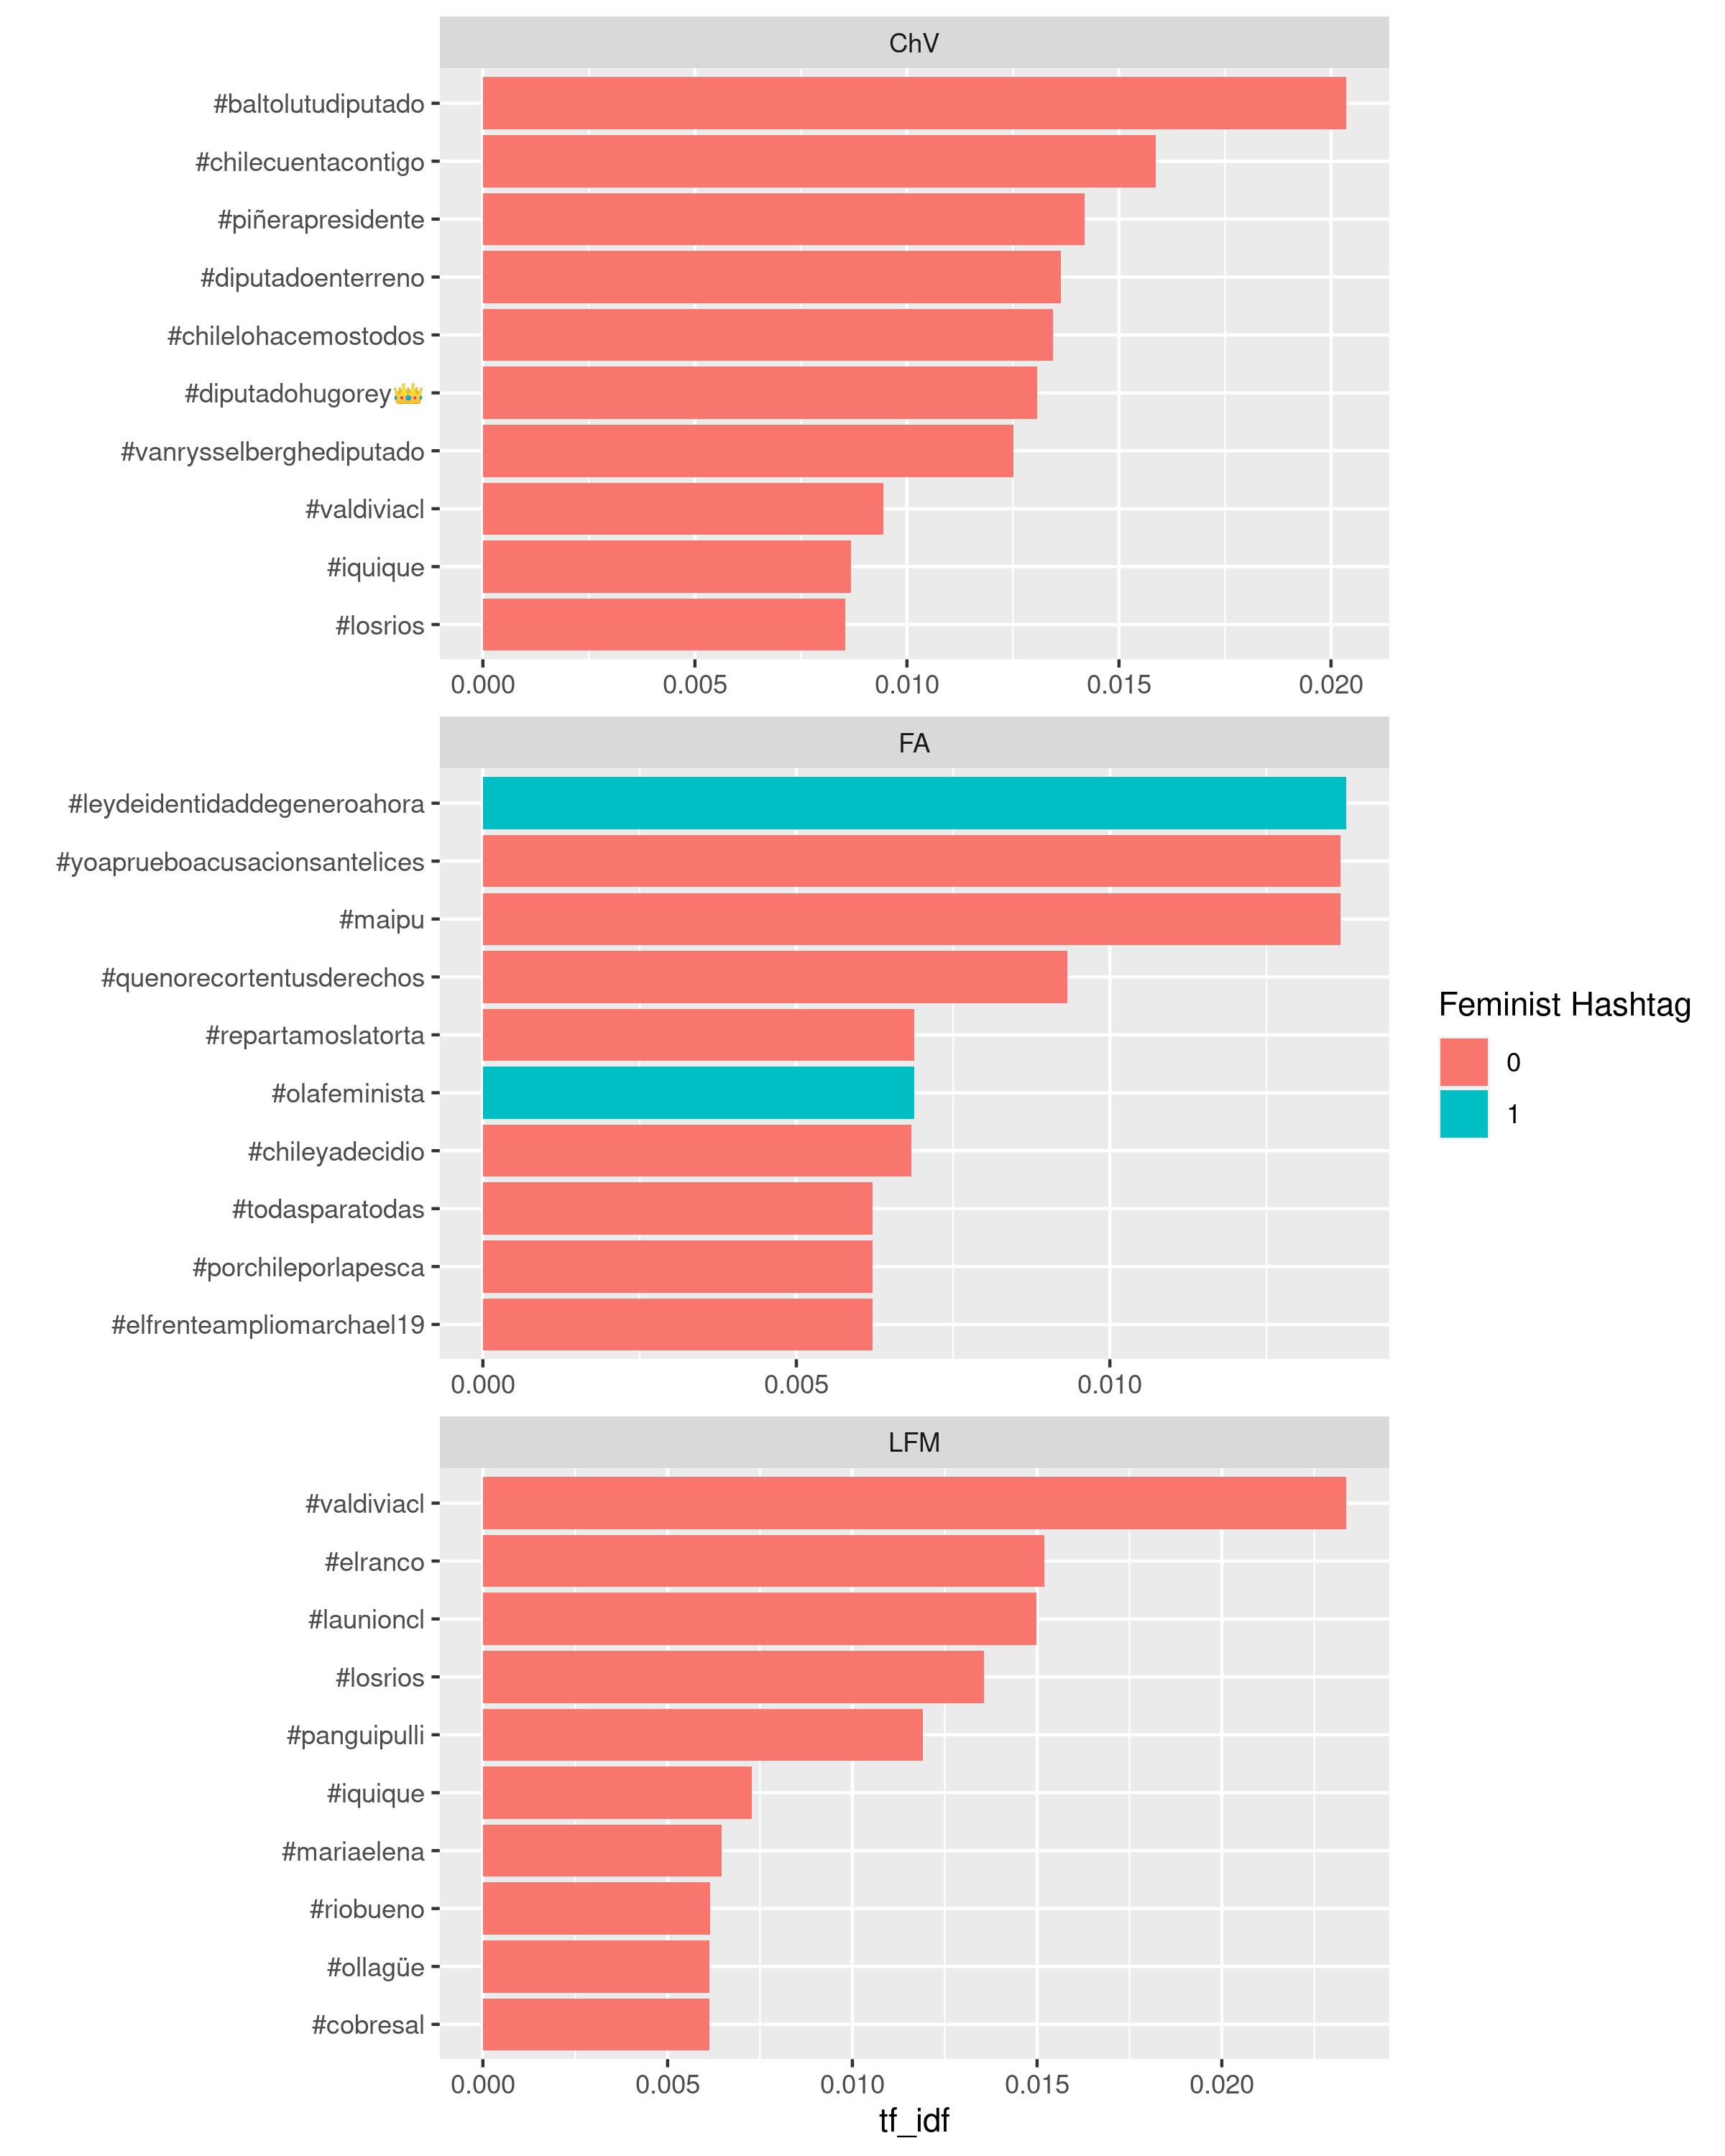 ChV
#baltolutudiputado
#chilecuentacontigo
#piñerapresidente
#diputadoenterreno
#chilelohacemostodos
#diputadohugorey👑
#vanrysselberghediputado
#valdiviacl
#iquique
#losrios
0.000 0.005 0.010 0.015 0.020
FA
#leydeidentidaddegeneroahora
#yoaprueboacusacionsantelices
#maipu
#quenorecortentusderechos
#repartamoslatorta
#olafeminista
#chileyadecidio
#todasparatodas
#porchileporlapesca
#elfrenteampliomarchael19
0.000 0.005 0.010
LFM
#valdiviacl
#elranco
#launioncl
#losrios
#panguipulli
#iquique
#mariaelena
#riobueno
#ollagüe
#cobresal
0.000 0.005 0.010 0.015 0.020
tf_idf
Feminist Hashtag
0
1